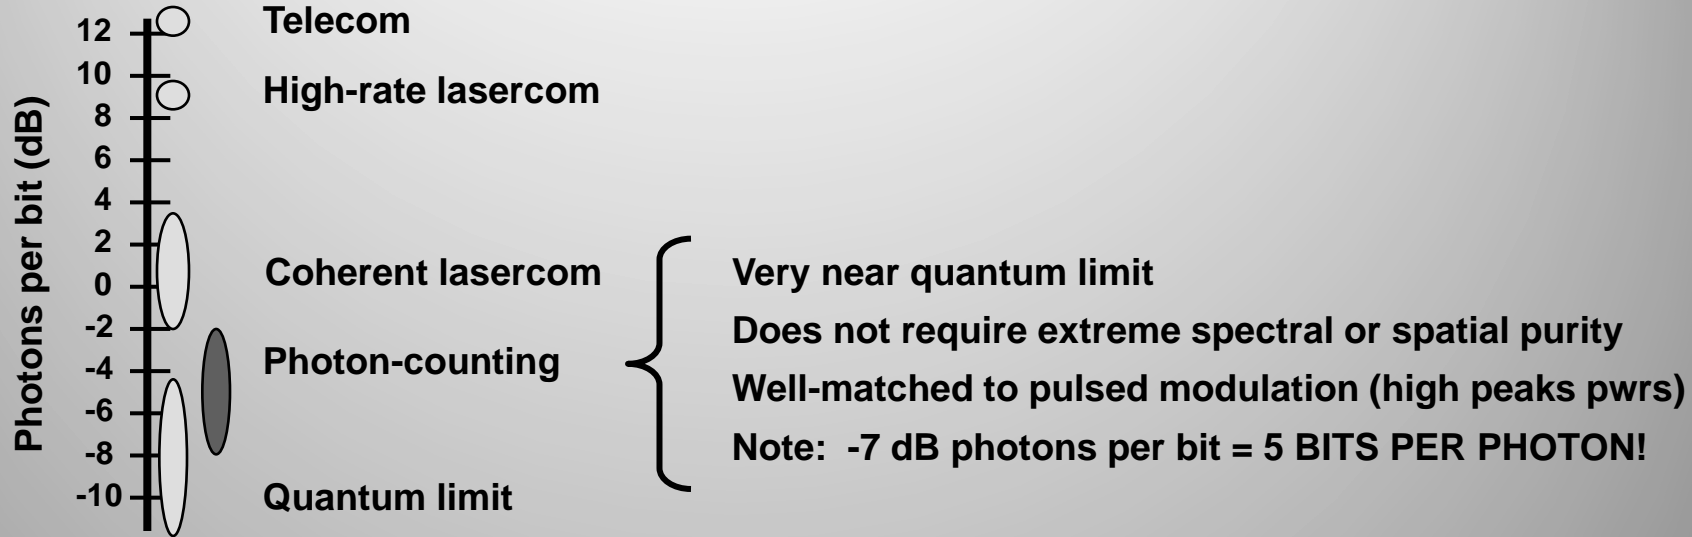 Photons per bit (dB)
12
10
8
6
4
2
0
-2
-4
-6
-8
-10
Telecom
High-rate lasercom
Coherent lasercom
Photon-counting
Quantum limit
Very near quantum limit
Does not require extreme spectral or spatial purity
Well-matched to pulsed modulation (high peaks pwrs)
Note: -7 dB photons per bit = 5 BITS PER PHOTON!